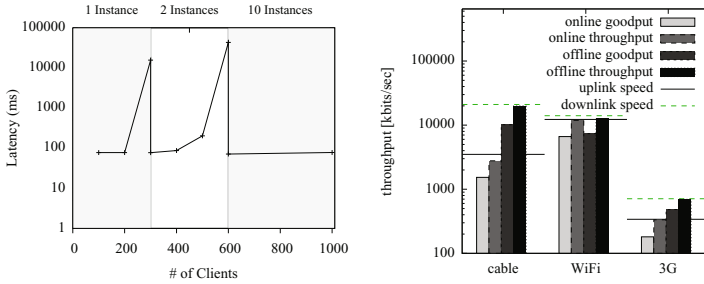 1 Instance 2 Instances 10 Instances
100000
10000
1000
100
10
1
Latency (ms)
0 200 400 600 800 1000
# of Clients
online goodput
online throughput
offline goodput
offline throughput
uplink speed
downlink speed
100000
10000
1000
100
throughput [kbits/sec]
cable WiFi 3G